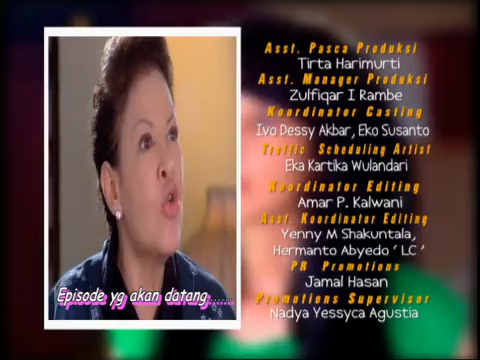 Asst. Pasca Produksi
Tirta Harimurti
Asst. Manager Produksi
Zulfiqar I Rambe
Koordinator Casting
Ivo Dessy Akbar, Eko Susanto
Traffic Scheduling Artist
Eka Kartika Wulandari
Koordinator Editing
Amar P. Kalwani
Asst. Koordinator Editing
Yenny M Shakuntala,
Hermanto Abyedo ' LC '
PR Promotions
Jamal Hasan
Promotions Supervisor
Nadya Yessyca Agustia
Episode yg akan datang.......